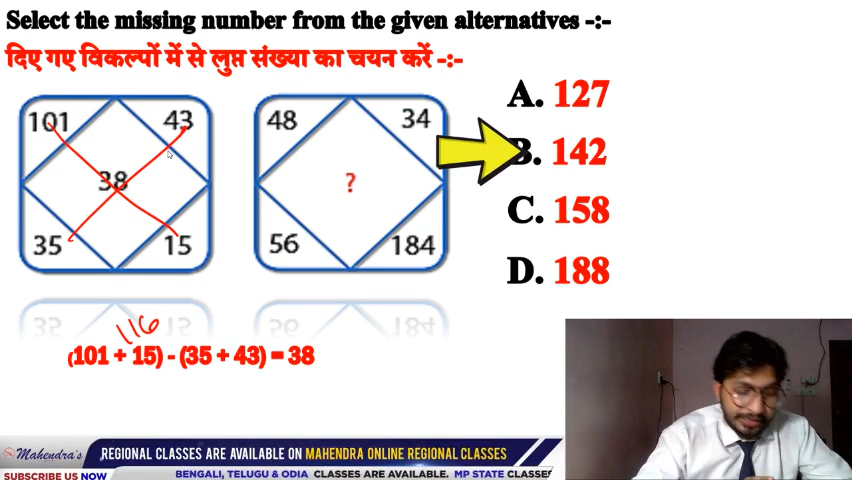 Select the missing number from the given alternatives -:-
दिए गए विकल्पों में से लुप्त संख्या का चयन करें -:-
101 43
38
35 15
48 34
?
56 184
A. 127
B. 142
C. 158
D. 188
116
(101 + 15) - (35 + 43) = 38
Mahendra's
REGIONAL CLASSES ARE AVAILABLE ON MAHENDRA ONLINE REGIONAL CLASSES
SUBSCRIBE US NOW
BENGALI, TELUGU & ODIA CLASSES ARE AVAILABLE. MP STATE CLASSES